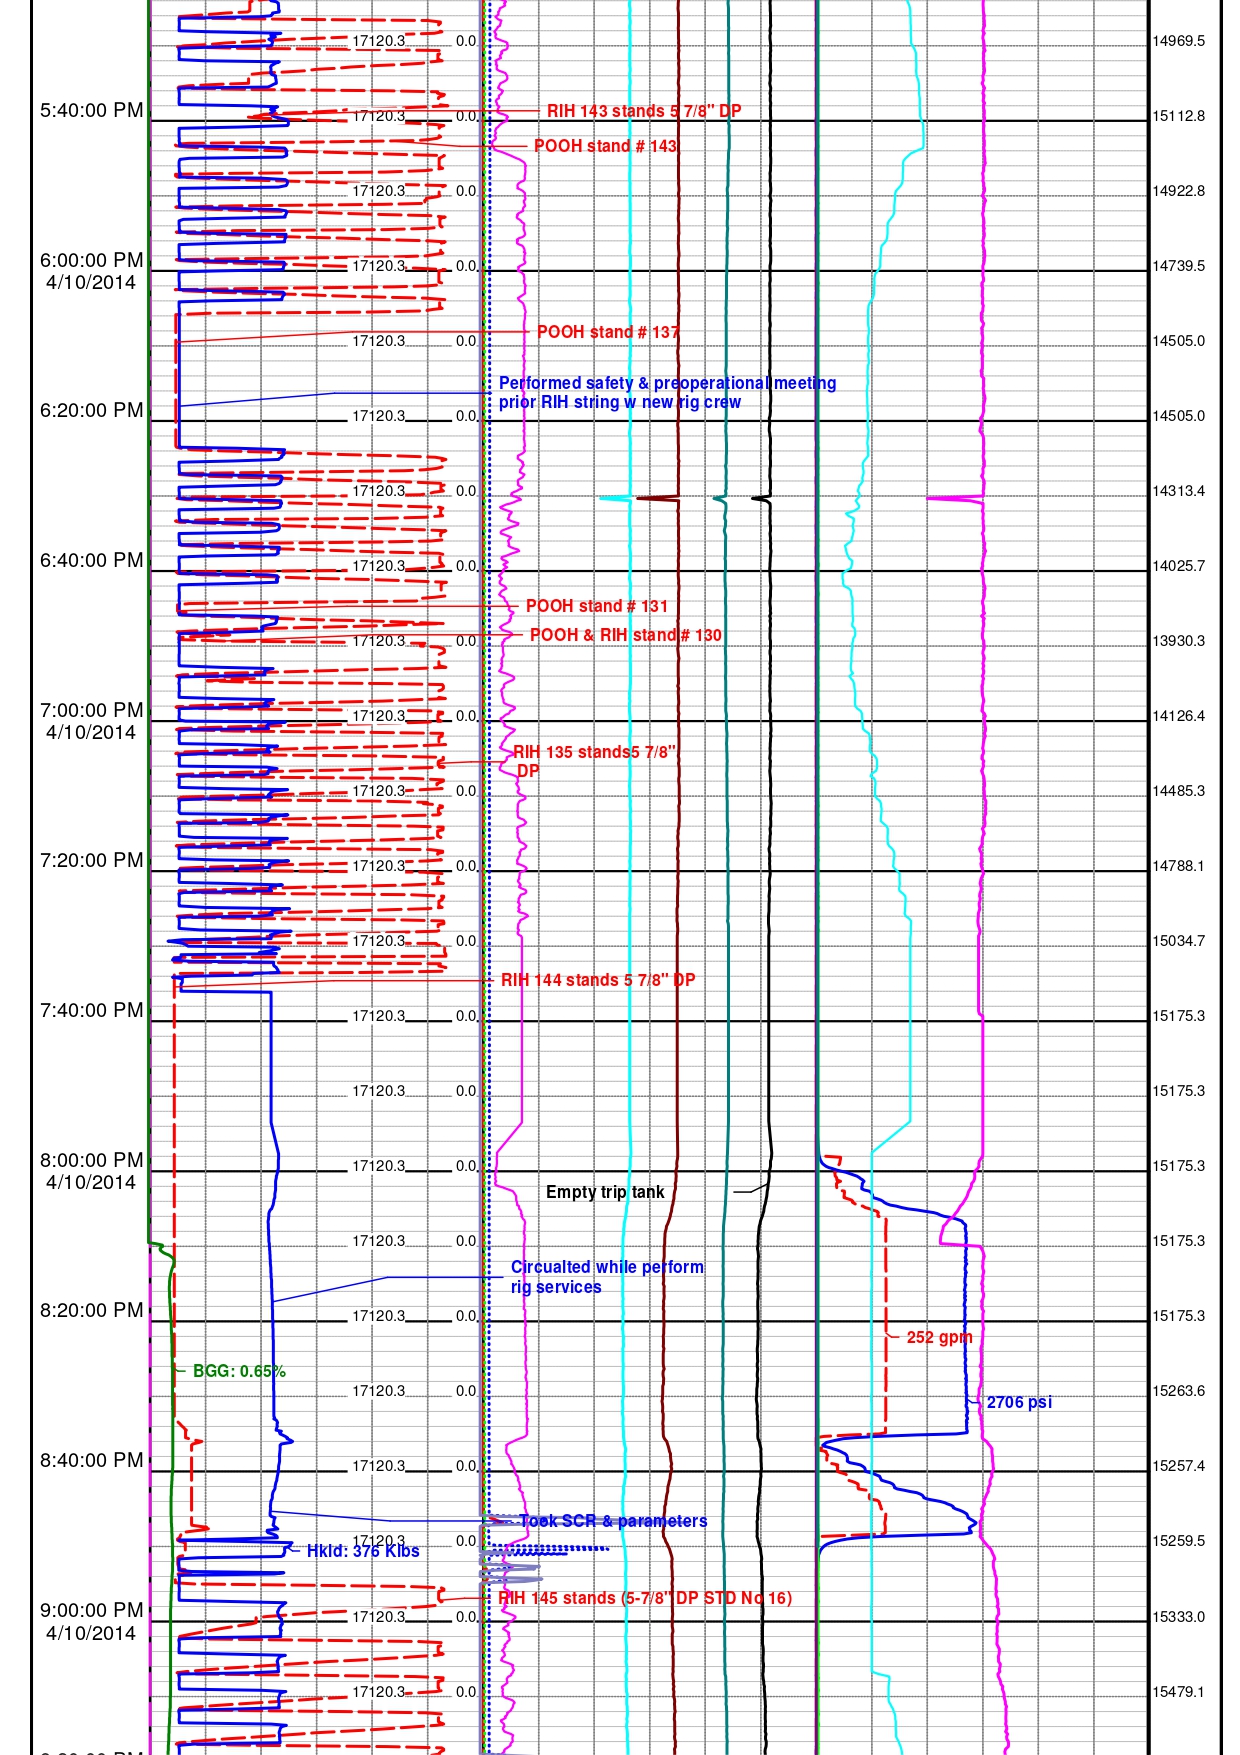 17120.3 0.0 14969.5
5:40:00 PM RIH 143 stands 5 7/8" DP
17120.3 0.0 15112.8
POOH stand # 143
17120.3 0.0 14922.8
6:00:00 PM 17120.3 0.0 14739.5
4/10/2014
POOH stand # 137
17120.3 0.0 14505.0
Performed safety & preoperational meeting
prior RIH string w new rig crew
6:20:00 PM 17120.3 0.0 14505.0
17120.3 0.0 14313.4
6:40:00 PM 17120.3 0.0 14025.7
POOH stand # 131
POOH & RIH stand # 130
17120.3 0.0 13930.3
7:00:00 PM 17120.3 0.0 14126.4
4/10/2014
RIH 135 stands5 7/8"
DP
17120.3 0.0 14485.3
7:20:00 PM 17120.3 0.0 14788.1
17120.3 0.0 15034.7
RIH 144 stands 5 7/8" DP
7:40:00 PM 17120.3 0.0 15175.3
17120.3 0.0 15175.3
8:00:00 PM 17120.3 0.0 15175.3
4/10/2014
Empty trip tank
17120.3 0.0 15175.3
Circualted while perform
rig services
8:20:00 PM 17120.3 0.0 15175.3
252 gpm
BGG: 0.65%
17120.3 0.0 15263.6
2706 psi
8:40:00 PM 17120.3 0.0 15257.4
Took SCR & parameters
17120.3 0.0 15259.5
Hkld: 376 Klbs
RIH 145 stands (5-7/8" DP STD No 16)
9:00:00 PM 17120.3 0.0 15333.0
4/10/2014
17120.3 0.0 15479.1